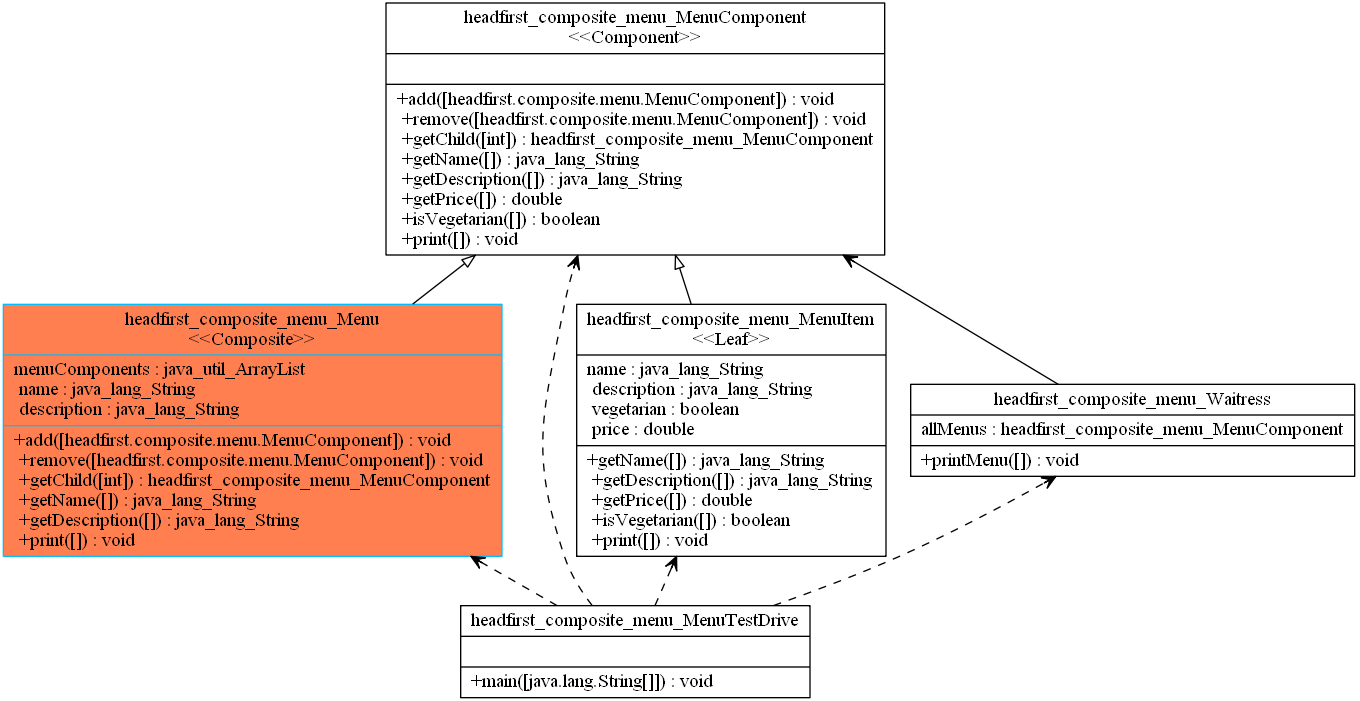 headfirst_composite_menu_MenuComponent
<<Component>>
+add([headfirst.composite.menu.MenuComponent]) : void
+remove([headfirst.composite.menu.MenuComponent]) : void
+getChild([int]) : headfirst_composite_menu_MenuComponent
+getName([]) : java_lang_String
+getDescription([]) : java_lang_String
+getPrice([]) : double
+isVegetarian([]) : boolean
+print([]) : void
headfirst_composite_menu_Menu
<<Composite>>
menuComponents : java_util_ArrayList
name : java_lang_String
description : java_lang_String
+add([headfirst.composite.menu.MenuComponent]) : void
+remove([headfirst.composite.menu.MenuComponent]) : void
+getChild([int]) : headfirst_composite_menu_MenuComponent
+getName([]) : java_lang_String
+getDescription([]) : java_lang_String
+print([]) : void
headfirst_composite_menu_MenuItem
<<Leaf>>
name : java_lang_String
description : java_lang_String
vegetarian : boolean
price : double
+getName([]) : java_lang_String
+getDescription([]) : java_lang_String
+getPrice([]) : double
+isVegetarian([]) : boolean
+print([]) : void
headfirst_composite_menu_Waitress
allMenus : headfirst_composite_menu_MenuComponent
+printMenu([]) : void
headfirst_composite_menu_MenuTestDrive
+main([java.lang.String[]]) : void